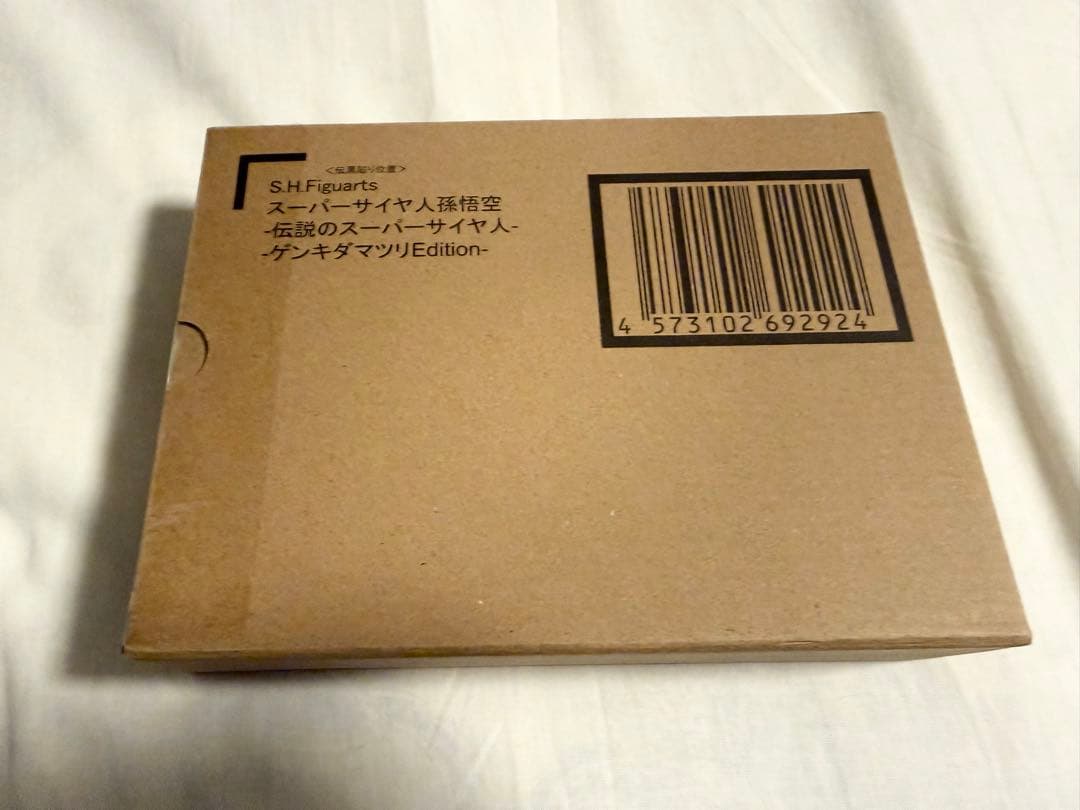 <伝票貼り位置>
S.H.Figuarts
スーパーサイヤ人孫悟空
-伝説のスーパーサイヤ人-
-ゲンキダマツリEdition-
4 573102 692924